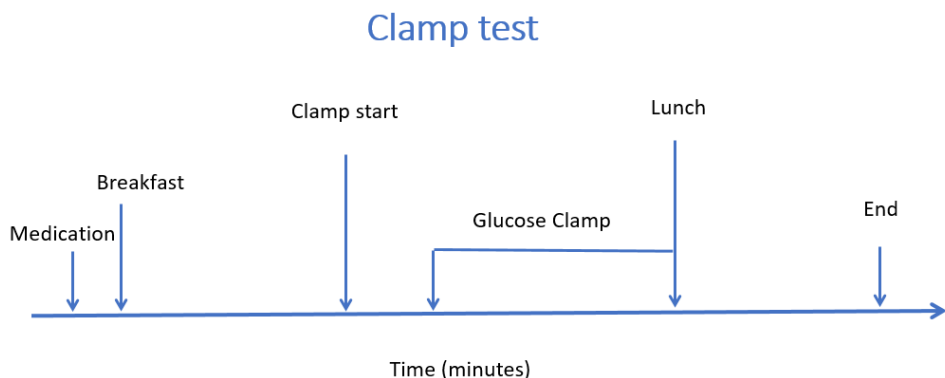 Clamp test
Clamp start
Lunch
Breakfast
Glucose Clamp
End
Medication
Time (minutes)